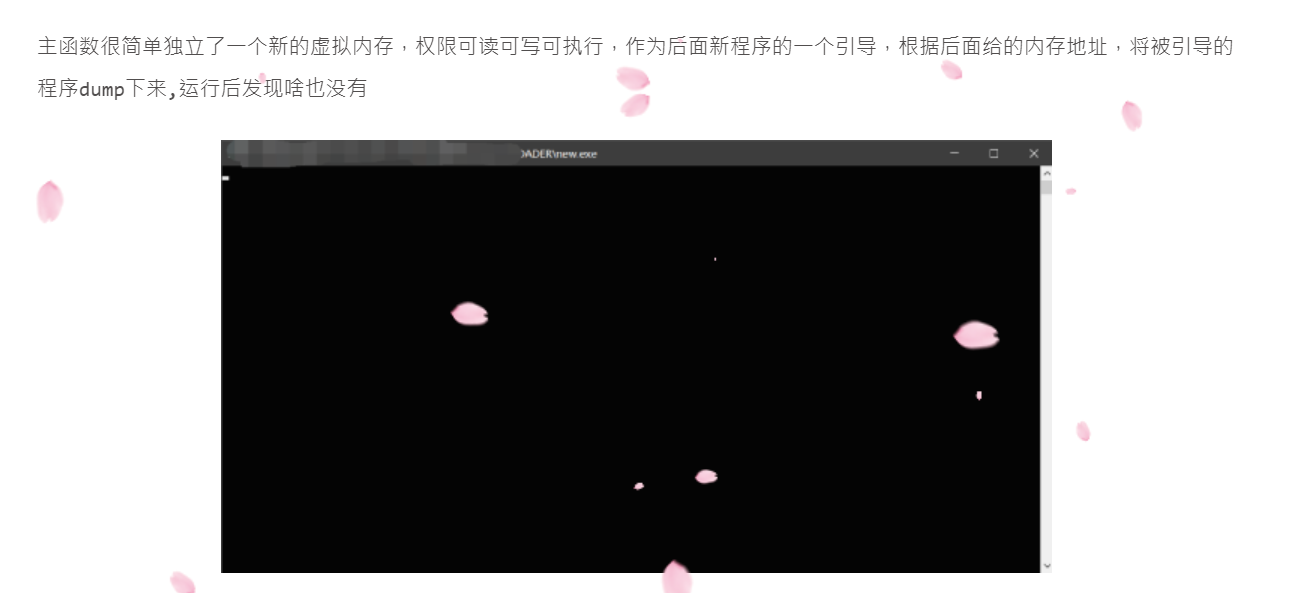 主函数很简单独立了一个新的虚拟内存，权限可读可写可执行，作为后面新程序的一个引导，根据后面给的内存地址，将被引导的
程序dump下来,运行后发现啥也没有
OADER\new.exe